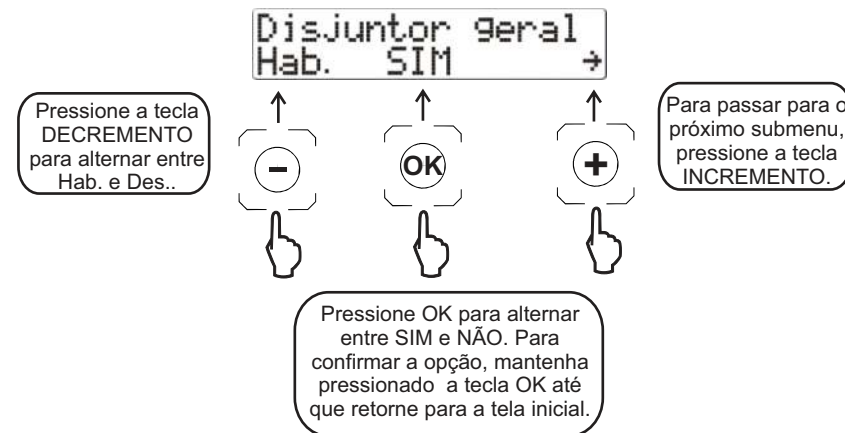 Disjuntor geral
Hab. SIM →
Pressione a tecla
DECREMENTO
para alternar entre
Hab. e Des..
-
OK
+
Para passar para o
próximo submenu,
pressione a tecla
INCREMENTO.
Pressione OK para alternar
entre SIM e NÃO. Para
confirmar a opção, mantenha
pressionado a tecla OK até
que retorne para a tela inicial.